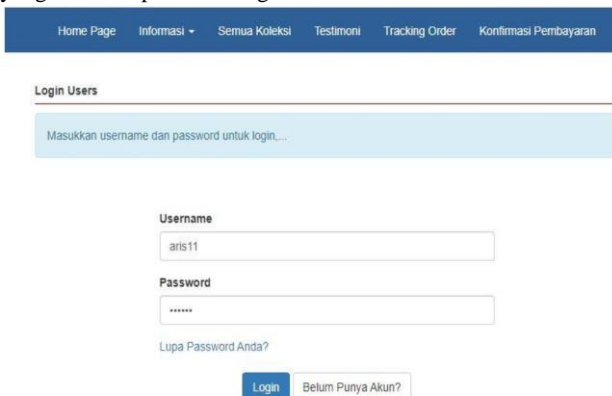 Home Page Informasi Semua Koleksi Testimoni Tracking Order Konfirmasi Pembayaran
Login Users
Masukkan username dan password untuk login,...
Username
aris11
Password
••••••
Lupa Password Anda?
Login Belum Punya Akun?